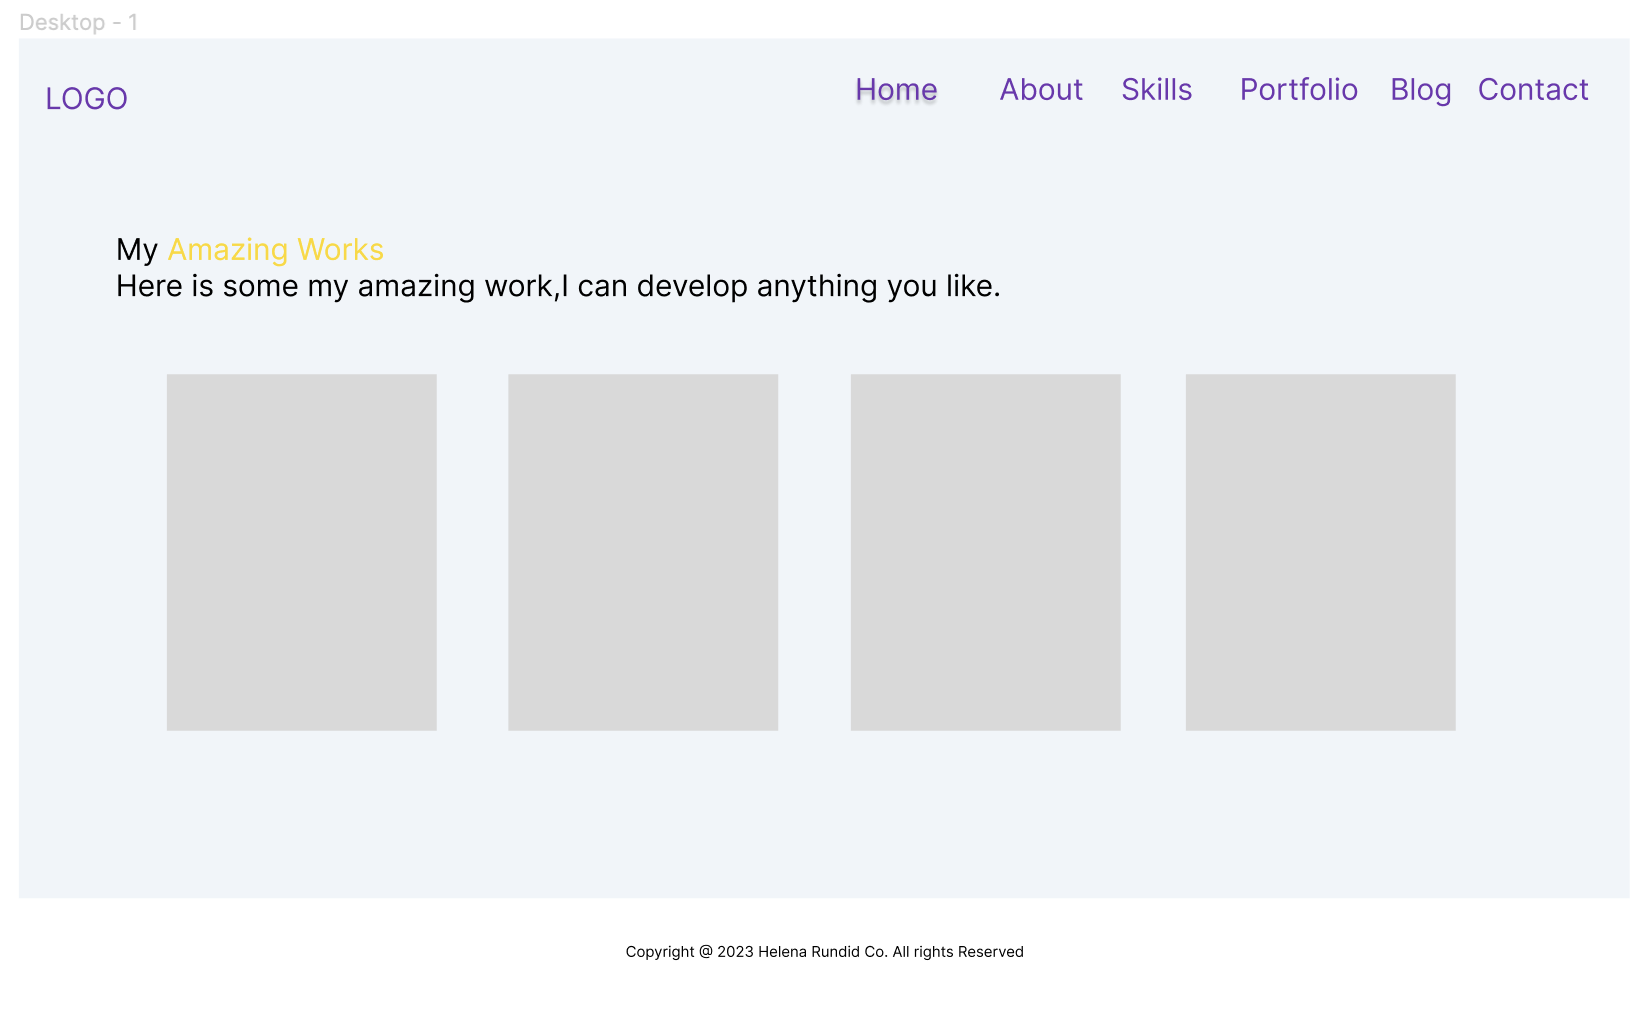 Desktop - 1
LOGO
Home About Skills Portfolio Blog Contact
My Amazing Works
Here is some my amazing work,I can develop anything you like.
Copyright @ 2023 Helena Rundid Co. All rights Reserved